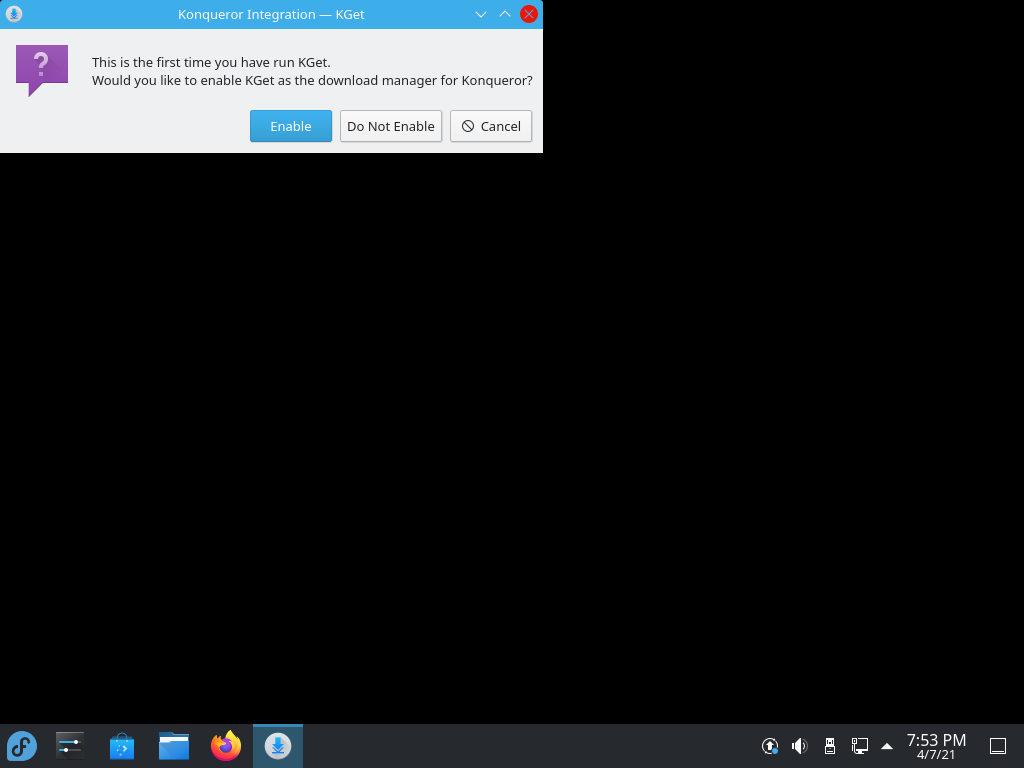 Konqueror Integration — KGet
This is the first time you have run KGet.
Would you like to enable KGet as the download manager for Konqueror?
Enable
Do Not Enable
Cancel
7:53 PM
4/7/21